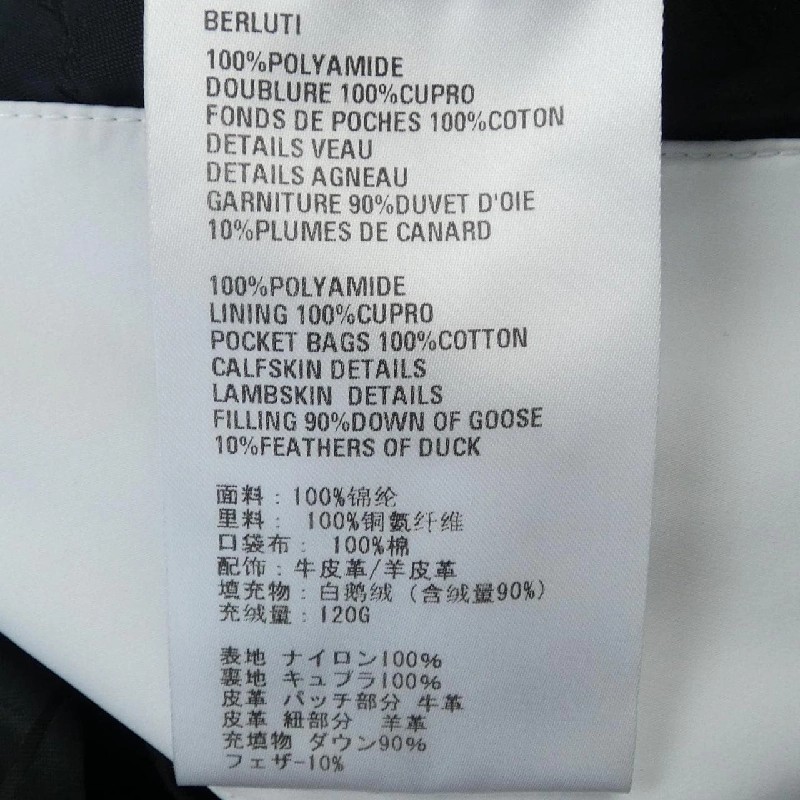 BERLUTI
100%POLYAMIDE
DOUBLURE 100%CUPRO
FONDS DE POCHES 100%COTON
DETAILS VEAU
DETAILS AGNEAU
GARNITURE 90%DUVET D'OIE
10%PLUMES DE CANARD
100%POLYAMIDE
LINING 100%CUPRO
POCKET BAGS 100%COTTON
CALFSKIN DETAILS
LAMBSKIN DETAILS
FILLING 90%DOWN OF GOOSE
10%FEATHERS OF DUCK
面料：100%锦纶
里料： 100%铜氨纤维
口袋布： 100%棉
配饰：牛皮革/羊皮革
填充物：白鹅绒（含绒量90%）
充绒量：120G
表地 ナイロン100%
裏地 キュプラ100%
皮革 パッチ部分 牛革
皮革 紐部分 羊革
充填物 ダウン90%
フェザー10%